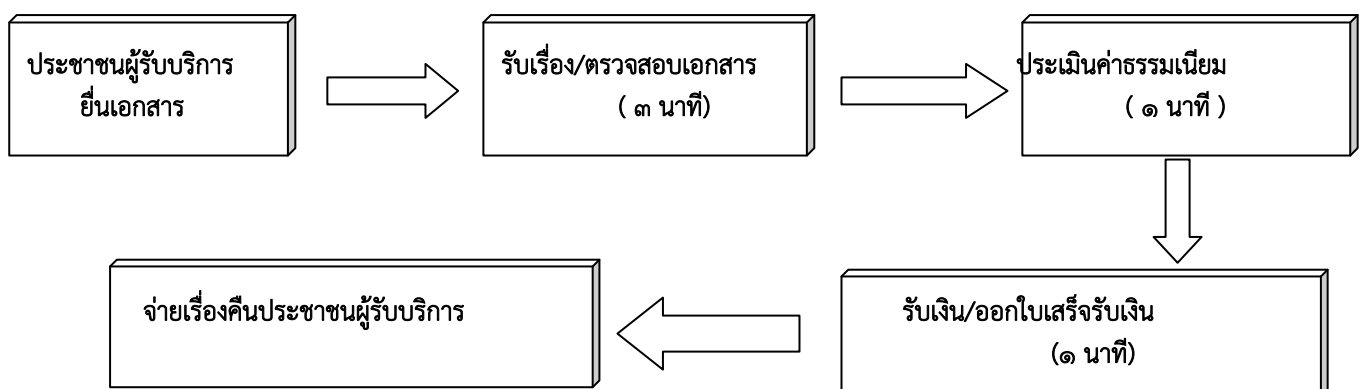 ประชาชนผู้รับบริการ
ยื่นเอกสาร
รับเรื่อง/ตรวจสอบเอกสาร
( ๓ นาที)
ประเมินค่าธรรมเนียม
( ๑ นาที )
รับเงิน/ออกใบเสร็จรับเงิน
(๑ นาที)
จ่ายเรื่องคืนประชาชนผู้รับบริการ